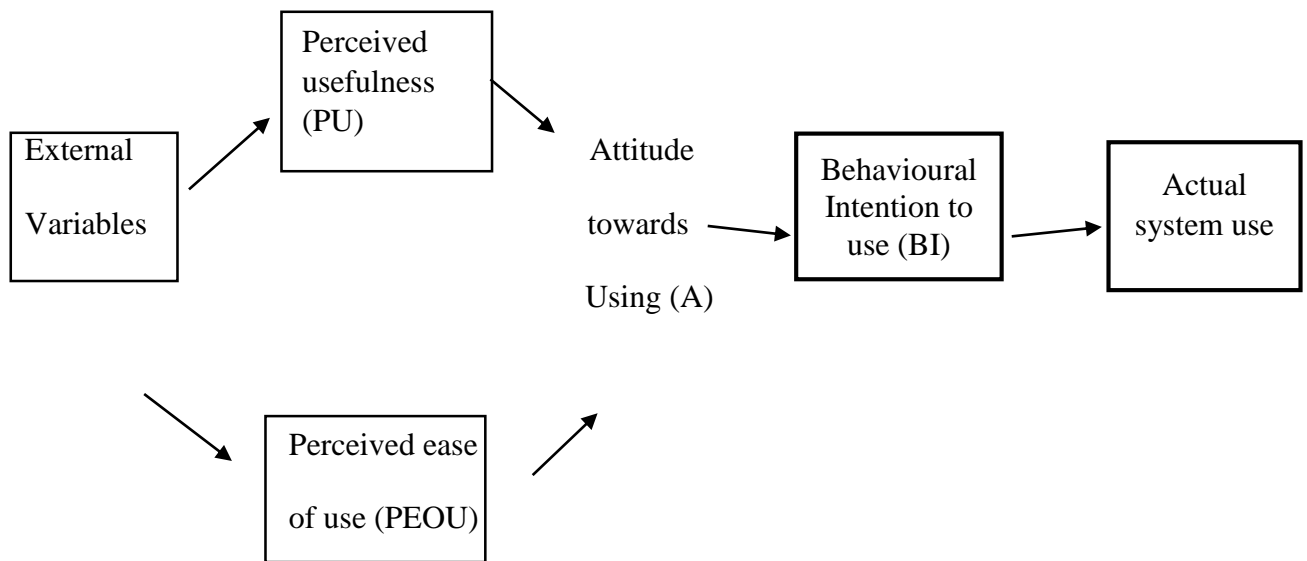 External
Variables
Perceived
usefulness
(PU)
Perceived ease
of use (PEOU)
Attitude
towards
Using (A)
Behavioural
Intention to
use (BI)
Actual
system use